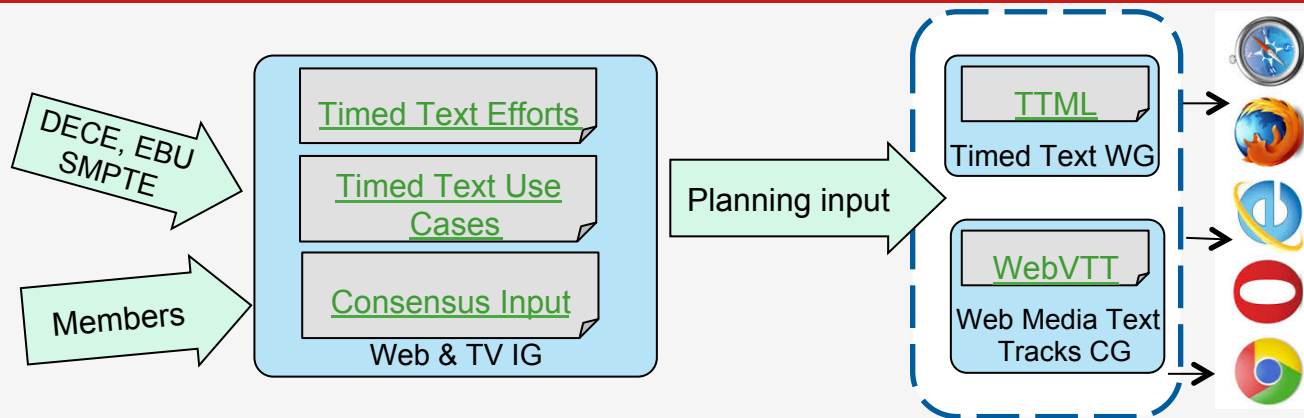 DECE, EBU
SMPTE
Members
Timed Text Efforts
Timed Text Use
Cases
Consensus Input
Web & TV IG
Planning input
TTML
Timed Text WG
WebVTT
Web Media Text
Tracks CG